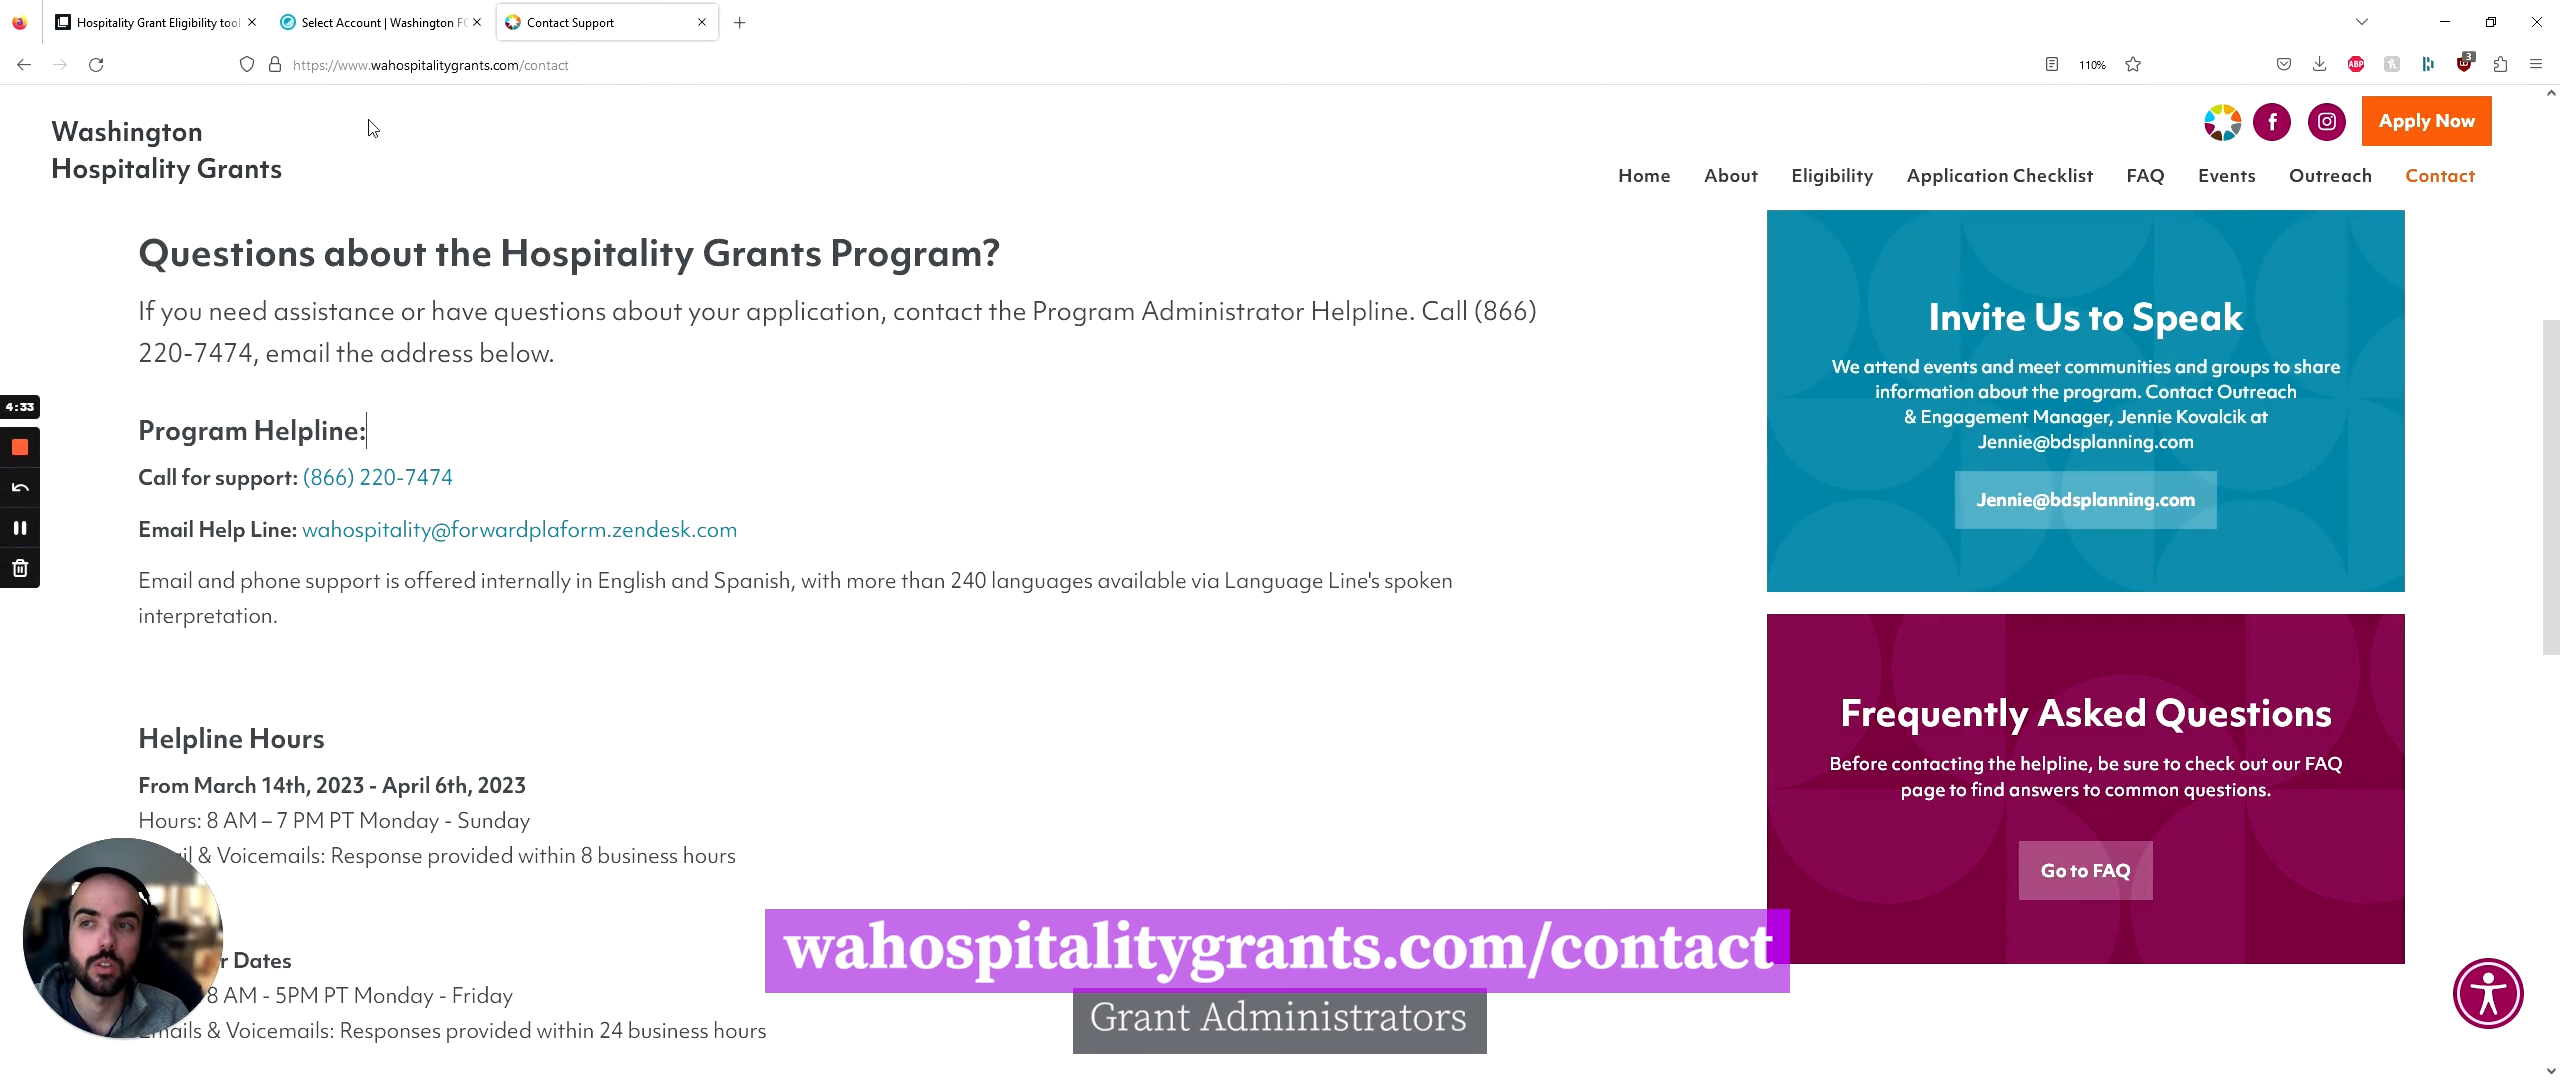 Hospitality Grant Eligibility tool
Select Account | Washington FO
Contact Support
https://www.wahospitalitygrants.com/contact
110%
ABP
3
Washington
Hospitality Grants
Apply Now
Home About Eligibility Application Checklist FAQ Events Outreach Contact
Questions about the Hospitality Grants Program?
If you need assistance or have questions about your application, contact the Program Administrator Helpline. Call (866)
220-7474, email the address below.
Program Helpline:
Call for support: (866) 220-7474
Email Help Line: wahospitality@forwardplaform.zendesk.com
Email and phone support is offered internally in English and Spanish, with more than 240 languages available via Language Line's spoken
interpretation.
Helpline Hours
From March 14th, 2023 - April 6th, 2023
Hours: 8 AM – 7 PM PT Monday - Sunday
& Voicemails: Response provided within 8 business hours
Dates
8 AM - 5PM PT Monday - Friday
& Voicemails: Responses provided within 24 business hours
4:33
Invite Us to Speak
We attend events and meet communities and groups to share
information about the program. Contact Outreach
& Engagement Manager, Jennie Kovalcik at
Jennie@bdsplanning.com
Jennie@bdsplanning.com
Frequently Asked Questions
Before contacting the helpline, be sure to check out our FAQ
page to find answers to common questions.
Go to FAQ
wahospitalitygrants.com/contact
Grant Administrators